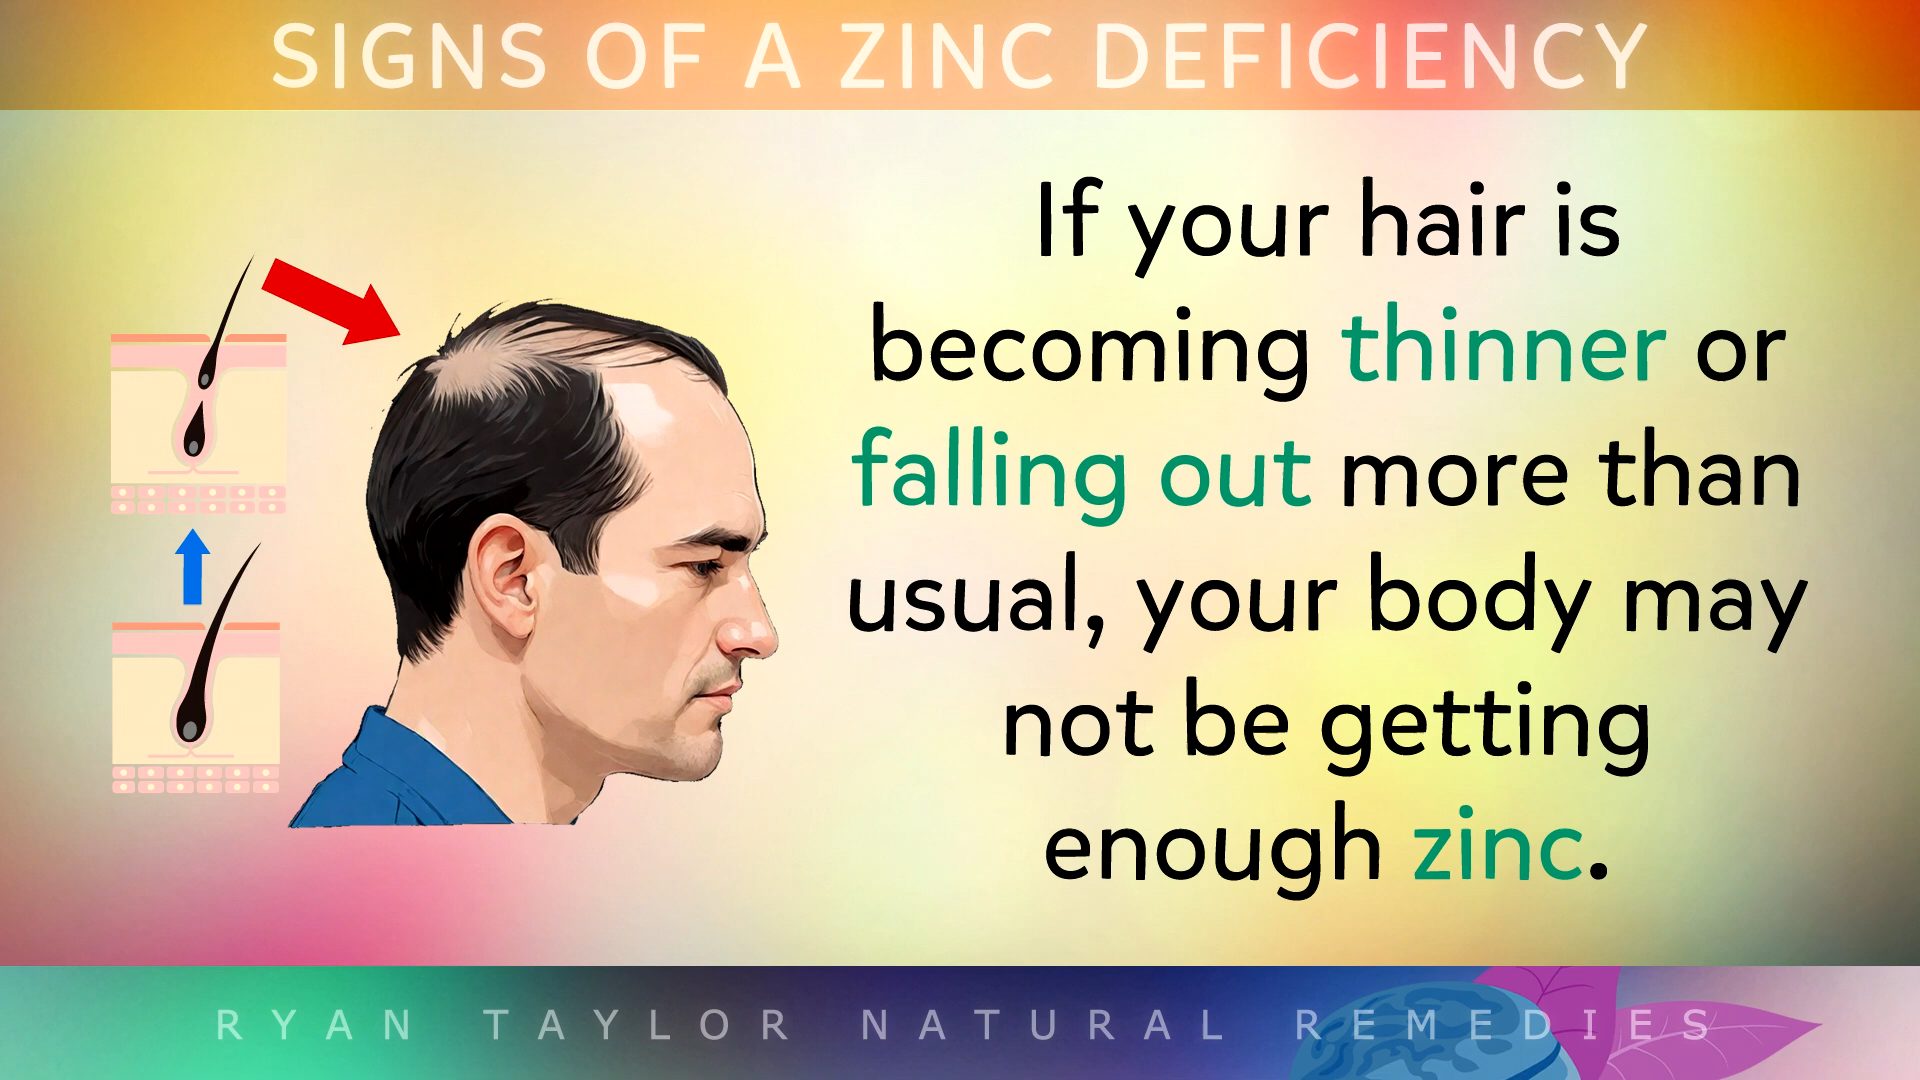 SIGNS OF A ZINC DEFICIENCY
If your hair is
becoming thinner or
falling out more than
usual, your body may
not be getting
enough zinc.
RYAN TAYLOR NATURAL REMEDIES